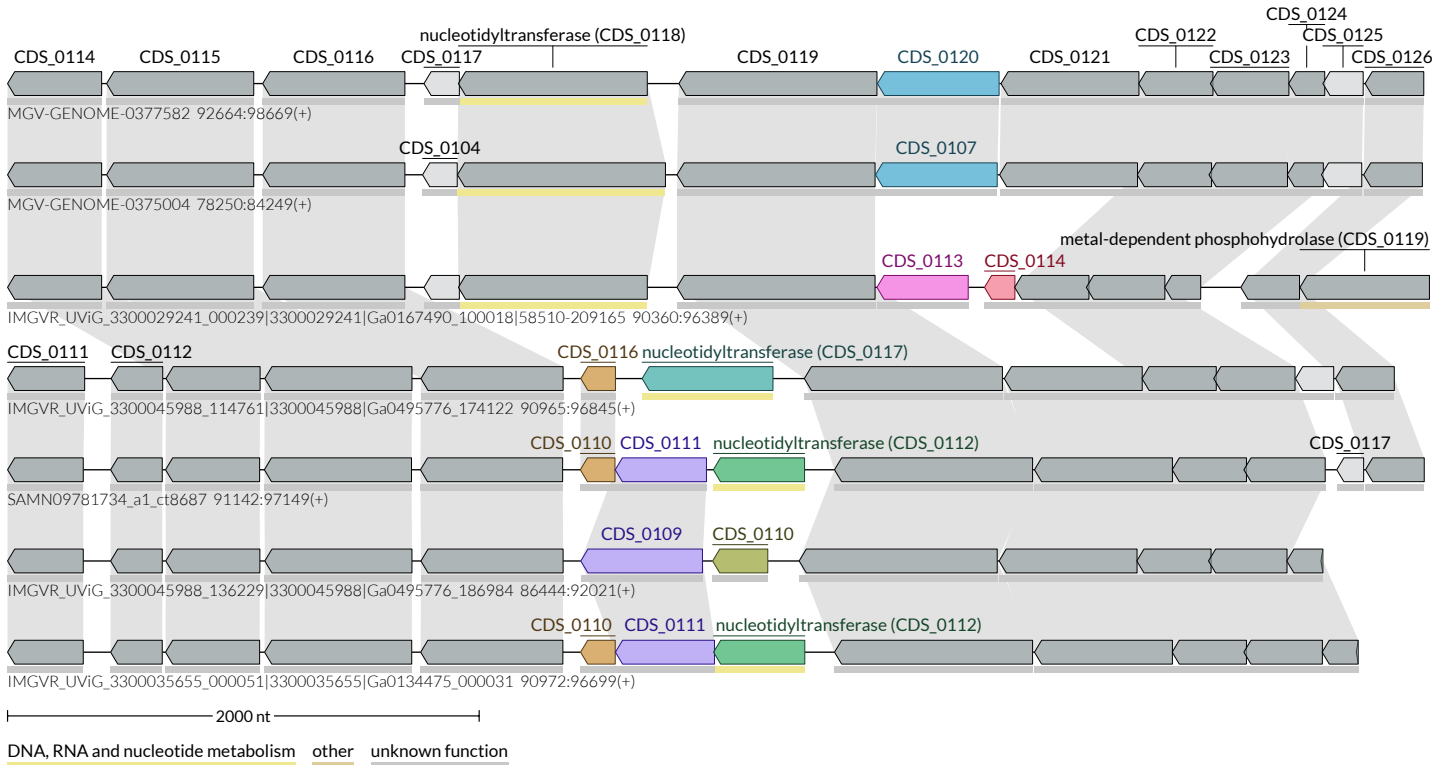 CDS_0124
nucleotidyltransferase (CDS_0118) CDS_0122 CDS_0125
CDS_0114 CDS_0115 CDS_0116 CDS_0117 CDS_0119 CDS_0120 CDS_0121 CDS_0123 CDS_0126
MGV-GENOME-0377582 92664:98669(+)
CDS_0104 CDS_0107
MGV-GENOME-0375004 78250:84249(+)
metal-dependent phosphohydrolase (CDS_0119)
CDS_0113 CDS_0114
IMGVR_UViG_3300029241_000239|3300029241|Ga0167490_100018|58510-209165 90360:96389(+)
CDS_0111 CDS_0112 CDS_0116 nucleotidyltransferase (CDS_0117)
IMGVR_UViG_3300045988_114761|3300045988|Ga0495776_174122 90965:96845(+)
CDS_0110 CDS_0111 nucleotidyltransferase (CDS_0112) CDS_0117
SAMN09781734_a1_ct8687 91142:97149(+)
CDS_0109 CDS_0110
IMGVR_UViG_3300045988_136229|3300045988|Ga0495776_186984 86444:92021(+)
CDS_0110 CDS_0111 nucleotidyltransferase (CDS_0112)
IMGVR_UViG_3300035655_000051|3300035655|Ga0134475_000031 90972:96699(+)
2000 nt
DNA, RNA and nucleotide metabolism other unknown function